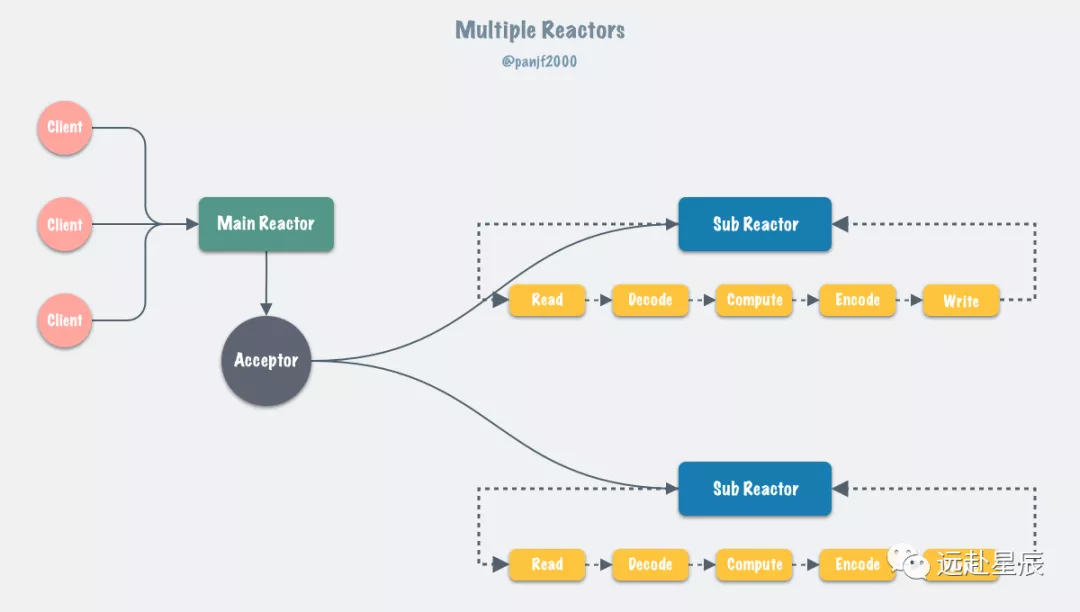 Multiple Reactors
@panjf2000
Client
Client
Client
Main Reactor
Acceptor
Sub Reactor
Read
Decode
Compute
Encode
Write
Sub Reactor
Read
Decode
Compute
Encode
远赴星辰